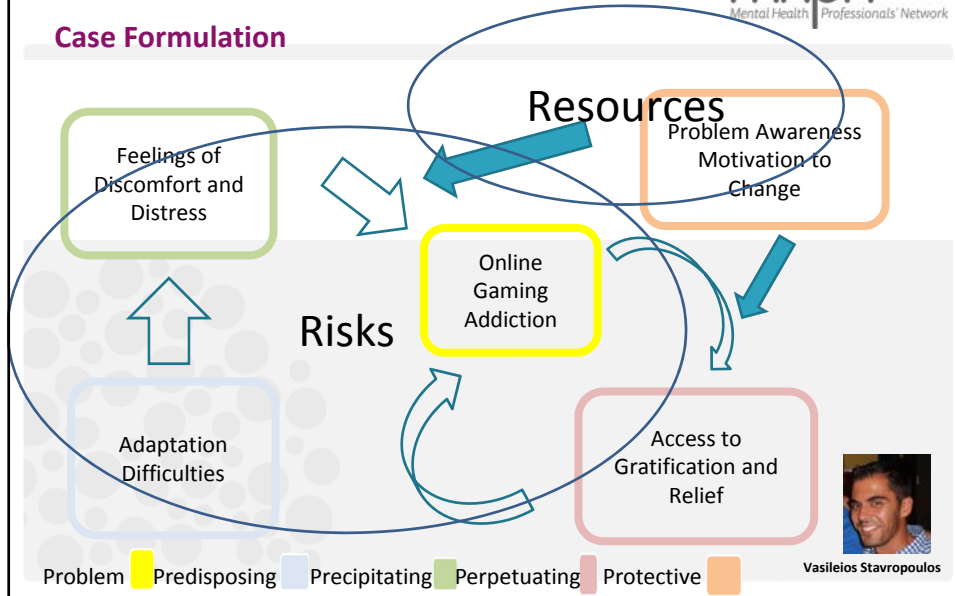 Mental Health Professionals' Network
Case Formulation
Resources
Feelings of
Discomfort and
Distress
Problem Awareness
Motivation to
Change
Online
Gaming
Addiction
Risks
Adaptation
Difficulties
Access to
Gratification and
Relief
Vasileios Stavropoulos
Problem Predisposing Precipitating Perpetuating Protective